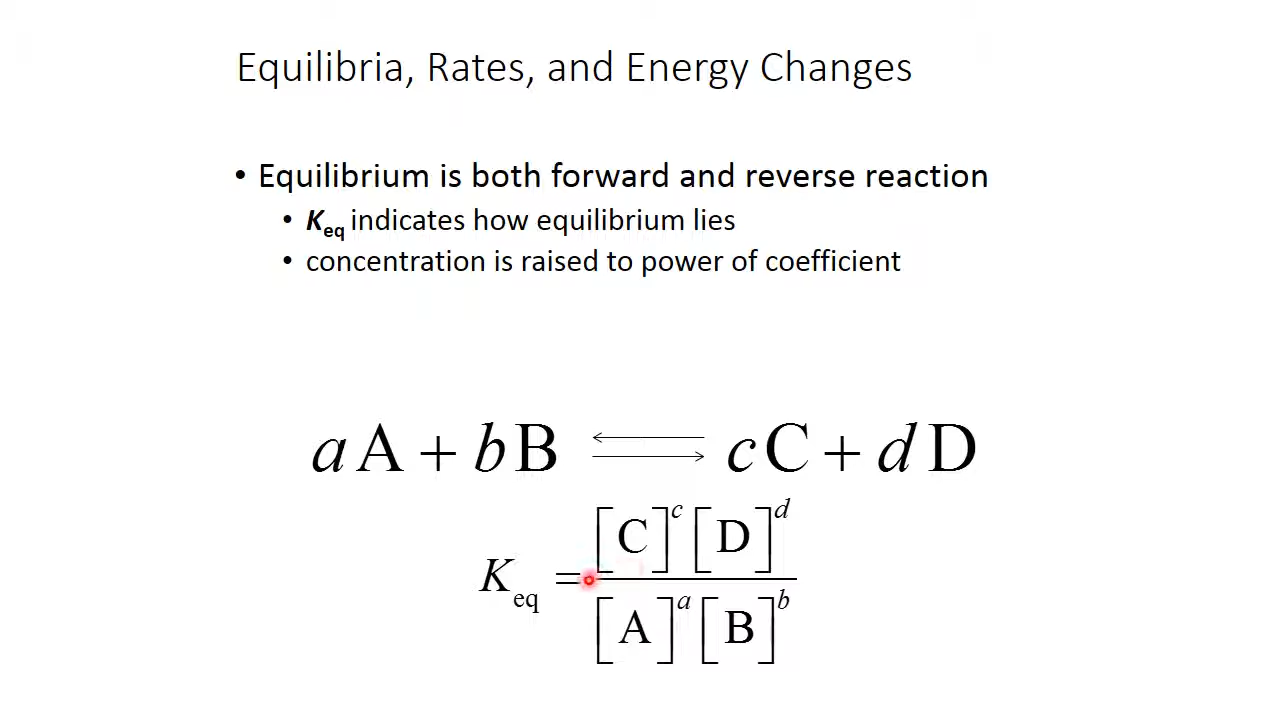 Equilibria, Rates, and Energy Changes
• Equilibrium is both forward and reverse reaction
• Keq indicates how equilibrium lies
• concentration is raised to power of coefficient
aA + bB ⇄ cC + dD
[C]^c [D]^d
Keq =
[A]^a [B]^b